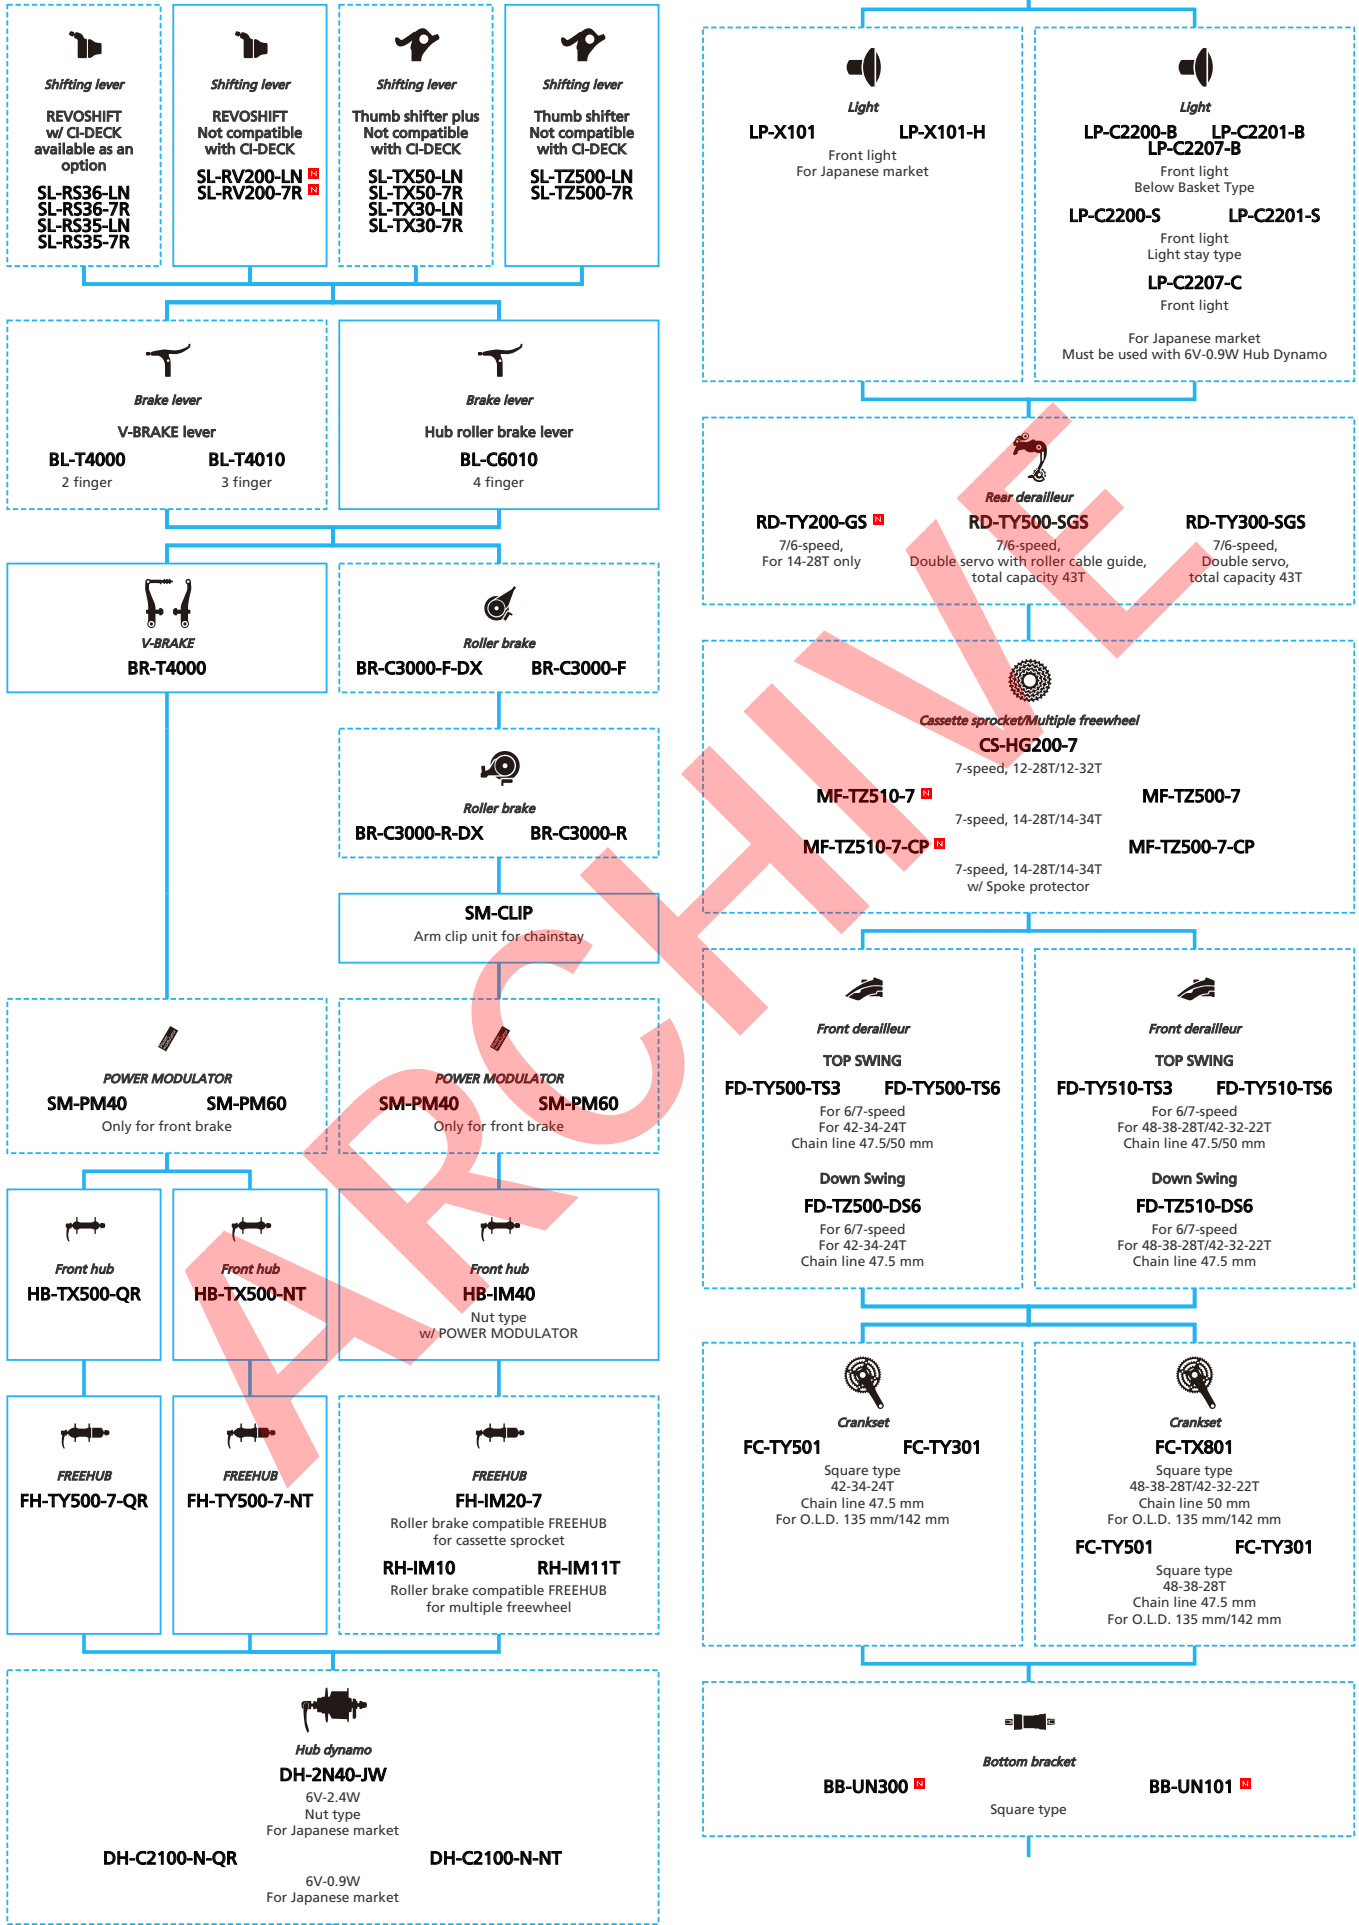 Shifting lever
REVOSHIFT
w/ CI-DECK
available as an
option
SL-RS36-LN
SL-RS36-7R
SL-RS35-LN
SL-RS35-7R
Shifting lever
REVOSHIFT
Not compatible
with CI-DECK
SL-RV200-LN N
SL-RV200-7R N
Shifting lever
Thumb shifter plus
Not compatible
with CI-DECK
SL-TX50-LN
SL-TX50-7R
SL-TX30-LN
SL-TX30-7R
Shifting lever
Thumb shifter
Not compatible
with CI-DECK
SL-TZ500-LN
SL-TZ500-7R
Brake lever
V-BRAKE lever
BL-T4000 BL-T4010
2 finger 3 finger
Brake lever
Hub roller brake lever
BL-C6010
4 finger
V-BRAKE
BR-T4000
Roller brake
BR-C3000-F-DX BR-C3000-F
Roller brake
BR-C3000-R-DX BR-C3000-R
SM-CLIP
Arm clip unit for chainstay
POWER MODULATOR
SM-PM40 SM-PM60
Only for front brake
POWER MODULATOR
SM-PM40 SM-PM60
Only for front brake
Front hub
HB-TX500-QR
Front hub
HB-TX500-NT
Front hub
HB-IM40
Nut type
w/ POWER MODULATOR
FREEHUB
FH-TY500-7-QR
FREEHUB
FH-TY500-7-NT
FREEHUB
FH-IM20-7
Roller brake compatible FREEHUB
for cassette sprocket
RH-IM10 RH-IM11T
Roller brake compatible FREEHUB
for multiple freewheel
Hub dynamo
DH-2N40-JW
6V-2.4W
Nut type
For Japanese market
DH-C2100-N-QR DH-C2100-N-NT
6V-0.9W
For Japanese market
Light
LP-X101 LP-X101-H
Front light
For Japanese market
Light
LP-C2200-B LP-C2201-B
LP-C2207-B
Front light
Below Basket Type
LP-C2200-S LP-C2201-S
Front light
Light stay type
LP-C2207-C
Front light
For Japanese market
Must be used with 6V-0.9W Hub Dynamo
Rear derailleur
RD-TY200-GS N RD-TY500-SGS RD-TY300-SGS
7/6-speed, 7/6-speed, 7/6-speed,
For 14-28T only Double servo with roller cable guide, Double servo,
total capacity 43T total capacity 43T
Cassette sprocket/Multiple freewheel
CS-HG200-7
7-speed, 12-28T/12-32T
MF-TZ510-7 N MF-TZ500-7
7-speed, 14-28T/14-34T
MF-TZ510-7-CP N MF-TZ500-7-CP
7-speed, 14-28T/14-34T
w/ Spoke protector
Front derailleur
TOP SWING
FD-TY500-TS3 FD-TY500-TS6
For 6/7-speed
For 42-34-24T
Chain line 47.5/50 mm
Down Swing
FD-TZ500-DS6
For 6/7-speed
For 42-34-24T
Chain line 47.5 mm
Front derailleur
TOP SWING
FD-TY510-TS3 FD-TY510-TS6
For 6/7-speed
For 48-38-28T/42-32-22T
Chain line 47.5/50 mm
Down Swing
FD-TZ510-DS6
For 6/7-speed
For 48-38-28T/42-32-22T
Chain line 47.5 mm
Crankset
FC-TY501 FC-TY301
Square type
42-34-24T
Chain line 47.5 mm
For O.L.D. 135 mm/142 mm
Crankset
FC-TX801
Square type
48-38-28T/42-32-22T
Chain line 50 mm
For O.L.D. 135 mm/142 mm
FC-TY501 FC-TY301
Square type
48-38-28T
Chain line 47.5 mm
For O.L.D. 135 mm/142 mm
Bottom bracket
BB-UN300 N BB-UN101 N
Square type
ARCHIVE